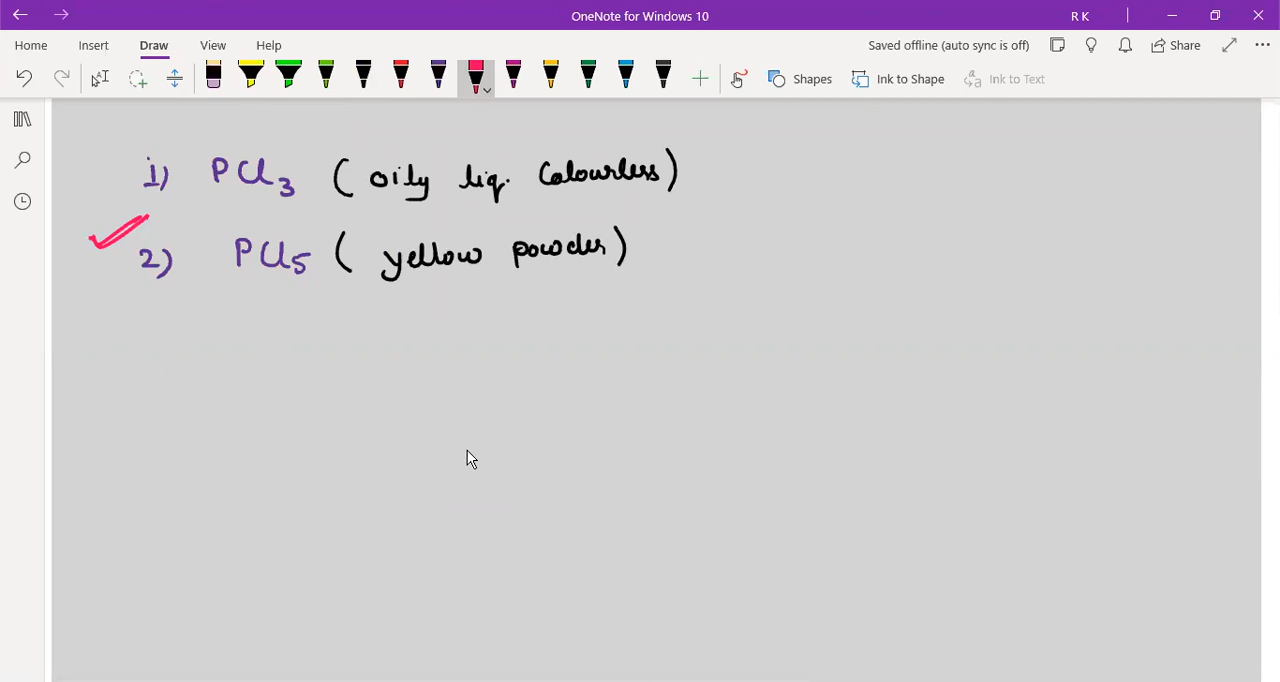 OneNote for Windows 10
R K
Home Insert Draw View Help
Saved offline (auto sync is off) Share
Shapes Ink to Shape Ink to Text
1) PCl3 (oily liq. Colourless)
2) PCl5 (yellow powder)